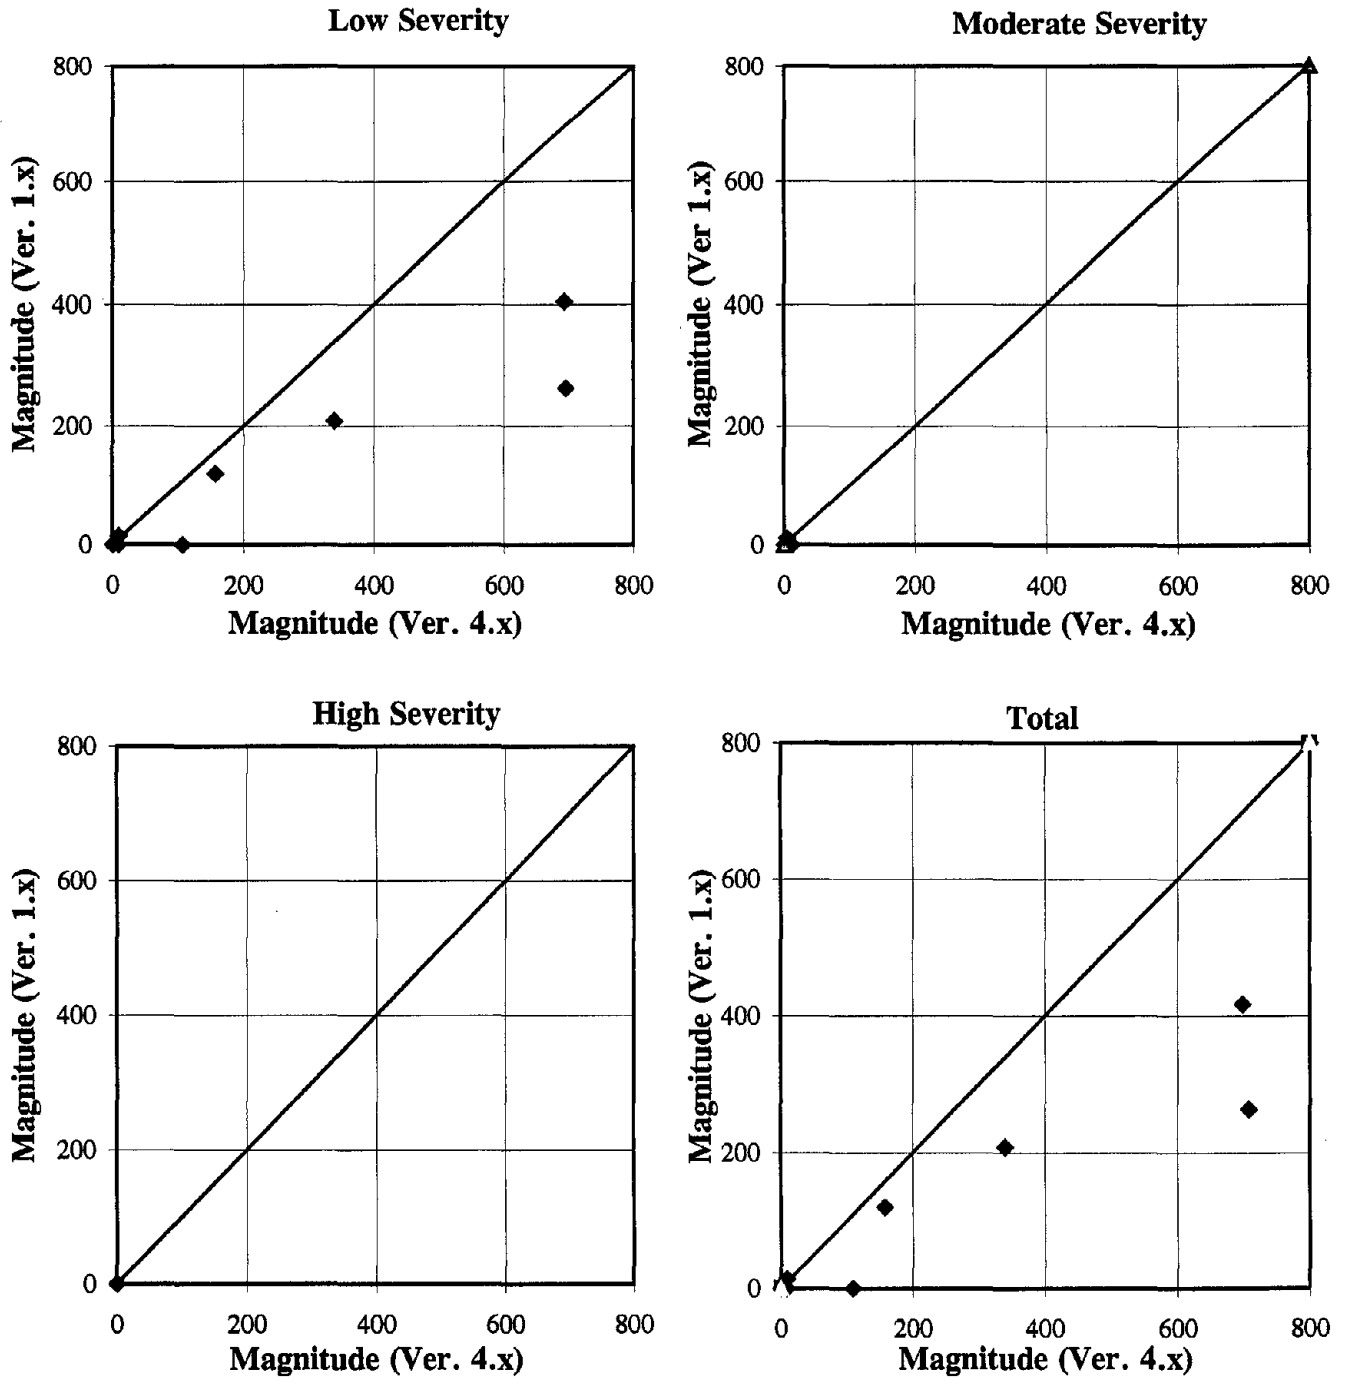 Low Severity
800
600
400
200
0
0 200 400 600 800
Magnitude (Ver. 1.x)
Magnitude (Ver. 4.x)
Moderate Severity
800
600
400
200
0
0 200 400 600 800
Magnitude (Ver 1.x)
Magnitude (Ver. 4.x)
High Severity
800
600
400
200
0
0 200 400 600 800
Magnitude (Ver. 1.x)
Magnitude (Ver. 4.x)
Total
800
600
400
200
0
0 200 400 600 800
Magnitude (Ver. 1.x)
Magnitude (Ver. 4.x)